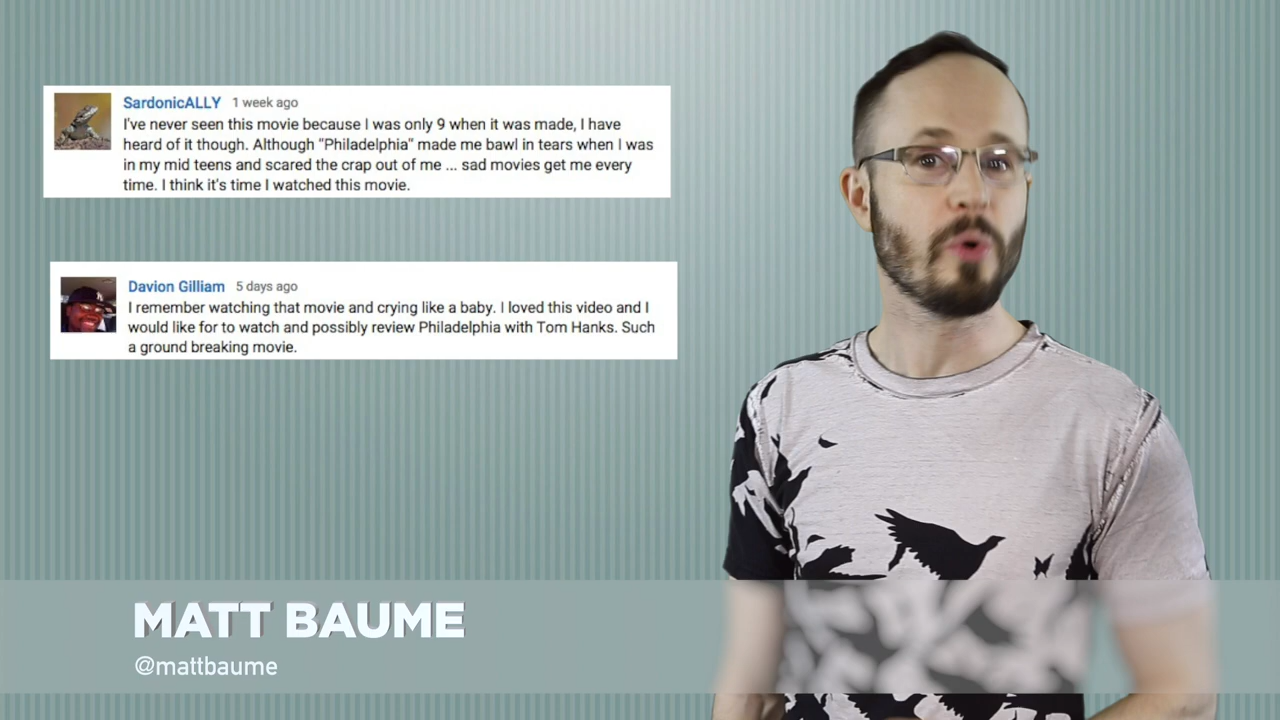 SardonicALLY 1 week ago
I've never seen this movie because I was only 9 when it was made, I have
heard of it though. Although "Philadelphia" made me bawl in tears when I was
in my mid teens and scared the crap out of me ... sad movies get me every
time. I think it's time I watched this movie.
Davion Gilliam 5 days ago
I remember watching that movie and crying like a baby. I loved this video and I
would like for to watch and possibly review Philadelphia with Tom Hanks. Such
a ground breaking movie.
MATT BAUME
@mattbaume